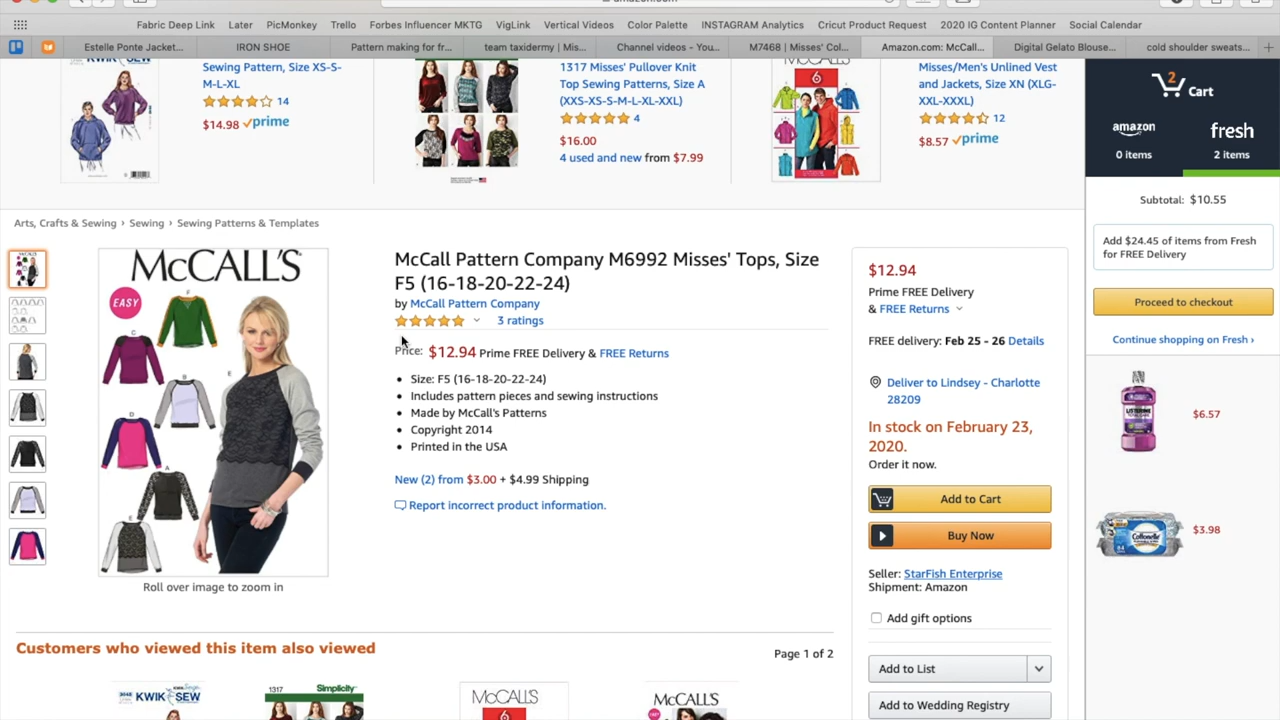 Fabric Deep Link Later PicMonkey Trello Forbes Influencer MKTG VigLink Vertical Videos Color Palette INSTAGRAM Analytics Cricut Product Request 2020 IG Content Planner Social Calendar
Estelle Ponte Jacket... IRON SHOE Pattern making for fr... team taxidermy | Mis... Channel videos - You... M7468 | Misses' Col... Amazon.com: McCall... Digital Gelato Blouse... cold shoulder sweats...
Sewing Pattern, Size XS-S-
M-L-XL
14
$14.98 prime
1317 Misses' Pullover Knit
Top Sewing Patterns, Size A
(XXS-XS-S-M-L-XL-XXL)
4
$16.00
4 used and new from $7.99
6
Misses/Men's Unlined Vest
and Jackets, Size XN (XLG-
XXL-XXXL)
12
$8.57 prime
2
Cart
amazon
0 items
fresh
2 items
Subtotal: $10.55
Add $24.45 of items from Fresh
for FREE Delivery
Proceed to checkout
Continue shopping on Fresh ›
LISTERINE
$6.57
Cottonelle
$3.98
Arts, Crafts & Sewing › Sewing › Sewing Patterns & Templates
McCALL'S
EASY
F
C
B
E
D
A
E
Roll over image to zoom in
McCall Pattern Company M6992 Misses' Tops, Size
F5 (16-18-20-22-24)
by McCall Pattern Company
3 ratings
Price: $12.94 Prime FREE Delivery & FREE Returns
• Size: F5 (16-18-20-22-24)
• Includes pattern pieces and sewing instructions
• Made by McCall's Patterns
• Copyright 2014
• Printed in the USA
New (2) from $3.00 + $4.99 Shipping
Report incorrect product information.
$12.94
Prime FREE Delivery
& FREE Returns
FREE delivery: Feb 25 - 26 Details
Deliver to Lindsey - Charlotte
28209
In stock on February 23,
2020.
Order it now.
Add to Cart
Buy Now
Seller: StarFish Enterprise
Shipment: Amazon
Add gift options
Add to List
Add to Wedding Registry
Customers who viewed this item also viewed
Page 1 of 2
KWIK SEW
1317 Simplicity
McCALL'S
6
McCALL'S